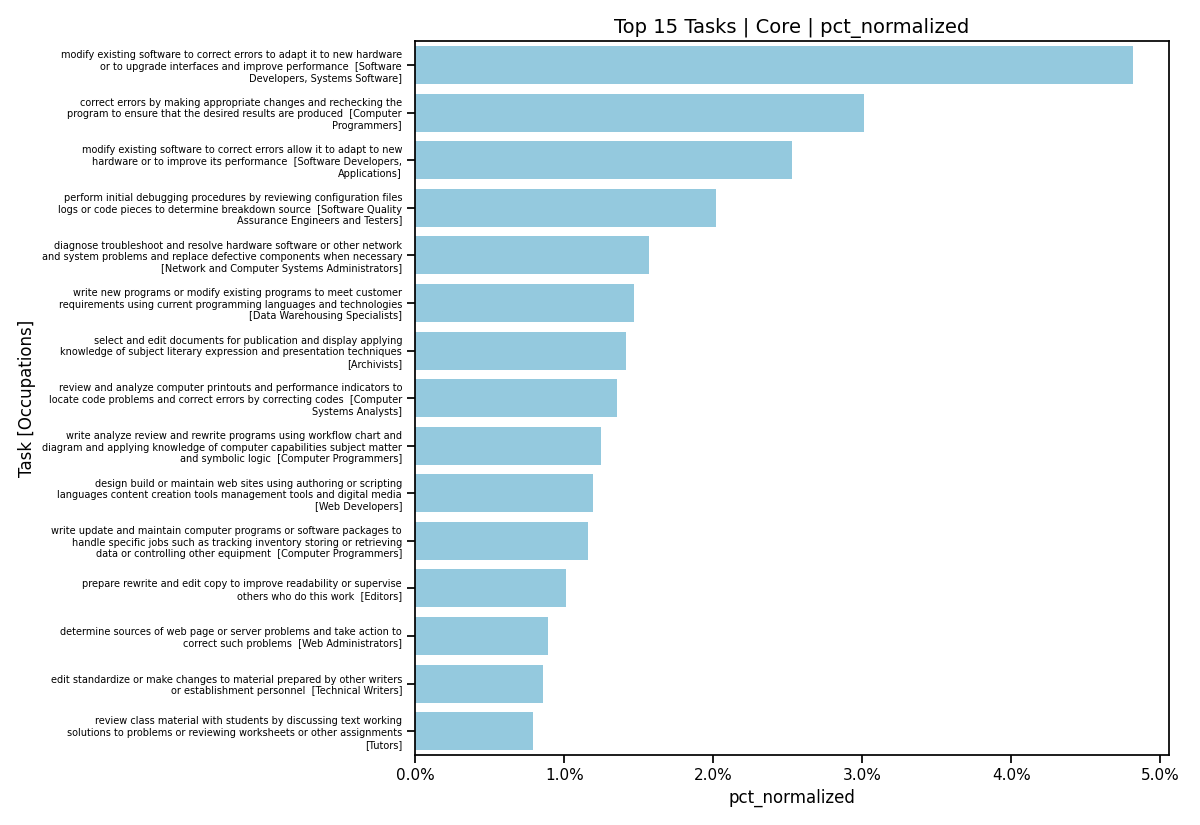 Top 15 Tasks | Core | pct_normalized
modify existing software to correct errors to adapt it to new hardware
or to upgrade interfaces and improve performance  [Software
Developers, Systems Software]
correct errors by making appropriate changes and rechecking the
program to ensure that the desired results are produced  [Computer
Programmers]
modify existing software to correct errors allow it to adapt to new
hardware or to improve its performance  [Software Developers,
Applications]
perform initial debugging procedures by reviewing configuration files
logs or code pieces to determine breakdown source  [Software Quality
Assurance Engineers and Testers]
diagnose troubleshoot and resolve hardware software or other network
and system problems and replace defective components when necessary
[Network and Computer Systems Administrators]
write new programs or modify existing programs to meet customer
requirements using current programming languages and technologies
[Data Warehousing Specialists]
select and edit documents for publication and display applying
knowledge of subject literary expression and presentation techniques
[Archivists]
review and analyze computer printouts and performance indicators to
locate code problems and correct errors by correcting codes  [Computer
Systems Analysts]
write analyze review and rewrite programs using workflow chart and
diagram and applying knowledge of computer capabilities subject matter
and symbolic logic  [Computer Programmers]
design build or maintain web sites using authoring or scripting
languages content creation tools management tools and digital media
[Web Developers]
write update and maintain computer programs or software packages to
handle specific jobs such as tracking inventory storing or retrieving
data or controlling other equipment  [Computer Programmers]
prepare rewrite and edit copy to improve readability or supervise
others who do this work  [Editors]
determine sources of web page or server problems and take action to
correct such problems  [Web Administrators]
edit standardize or make changes to material prepared by other writers
or establishment personnel  [Technical Writers]
review class material with students by discussing text working
solutions to problems or reviewing worksheets or other assignments
[Tutors]
Task [Occupations]
0.0% 1.0% 2.0% 3.0% 4.0% 5.0%
pct_normalized